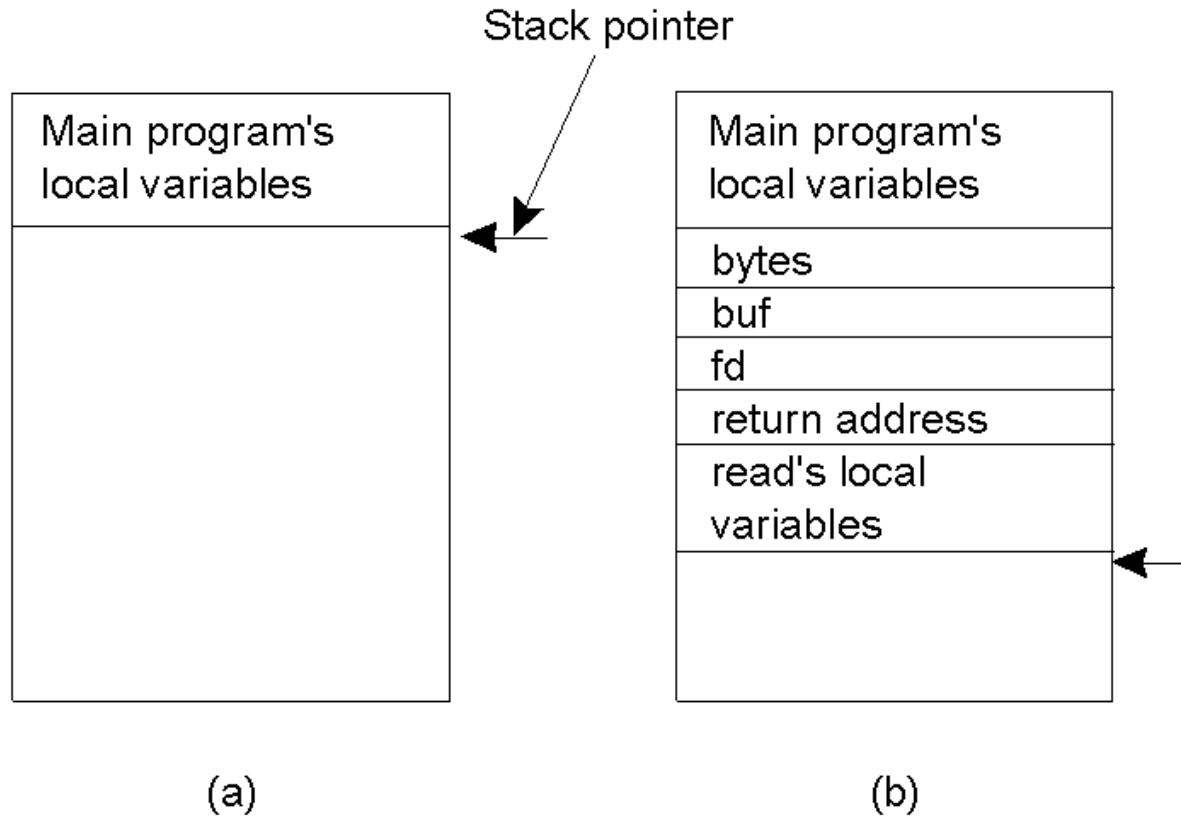 Stack pointer
Main program's
local variables
Main program's
local variables
bytes
buf
fd
return address
read's local
variables
(a)
(b)